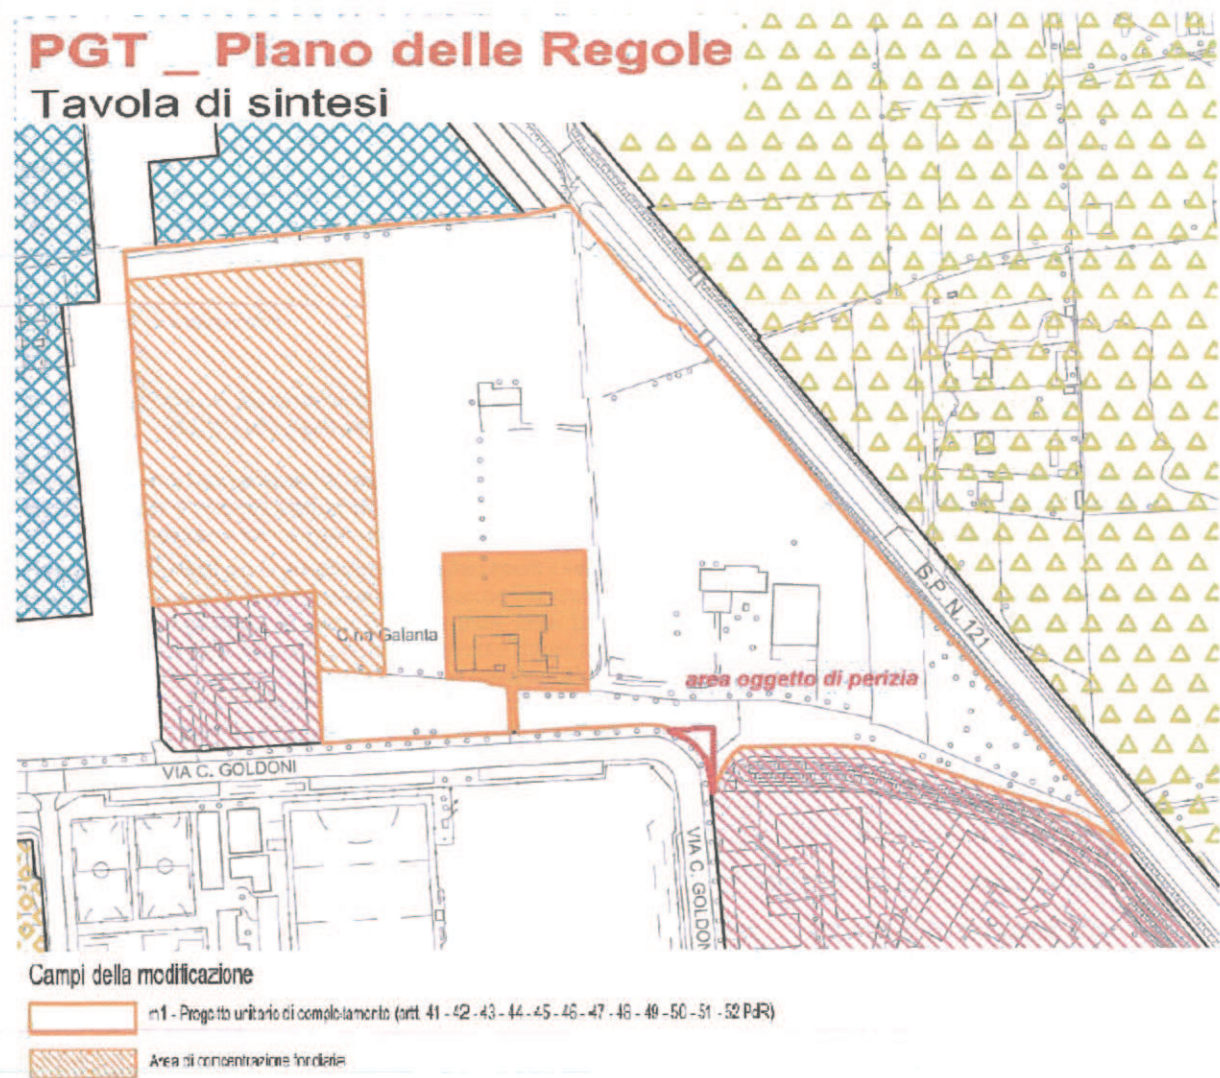 PGT _ Piano delle Regole
Tavola di sintesi
S.P. N. 121
C.na Galanta
area oggetto di perizia
VIA C. GOLDONI
VIA C. GOLDONI
Campi della modificazione
m1 - Progetto unitario di completamento (artt. 41 - 42 - 43 - 44 - 45 - 46 - 47 - 48 - 49 - 50 - 51 - 52 PdR)
Area di concentrazione fondiaria